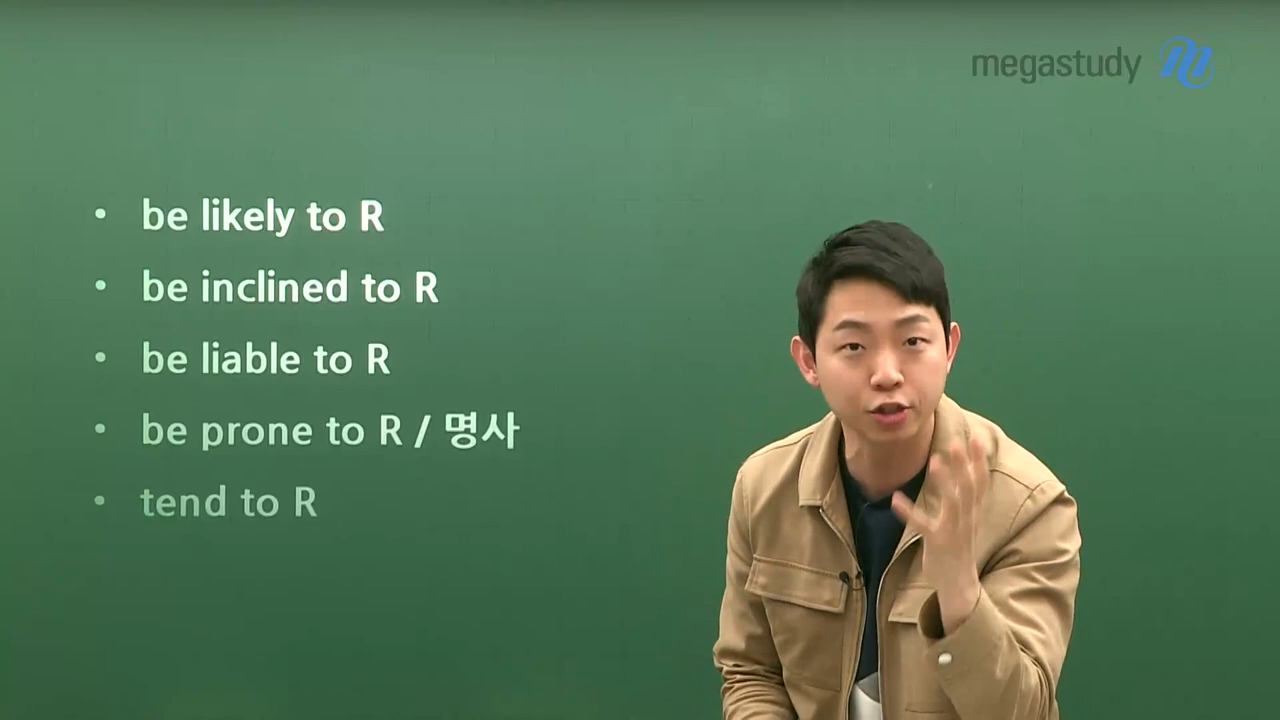 megastudy
• be likely to R
• be inclined to R
• be liable to R
• be prone to R / 명사
• tend to R